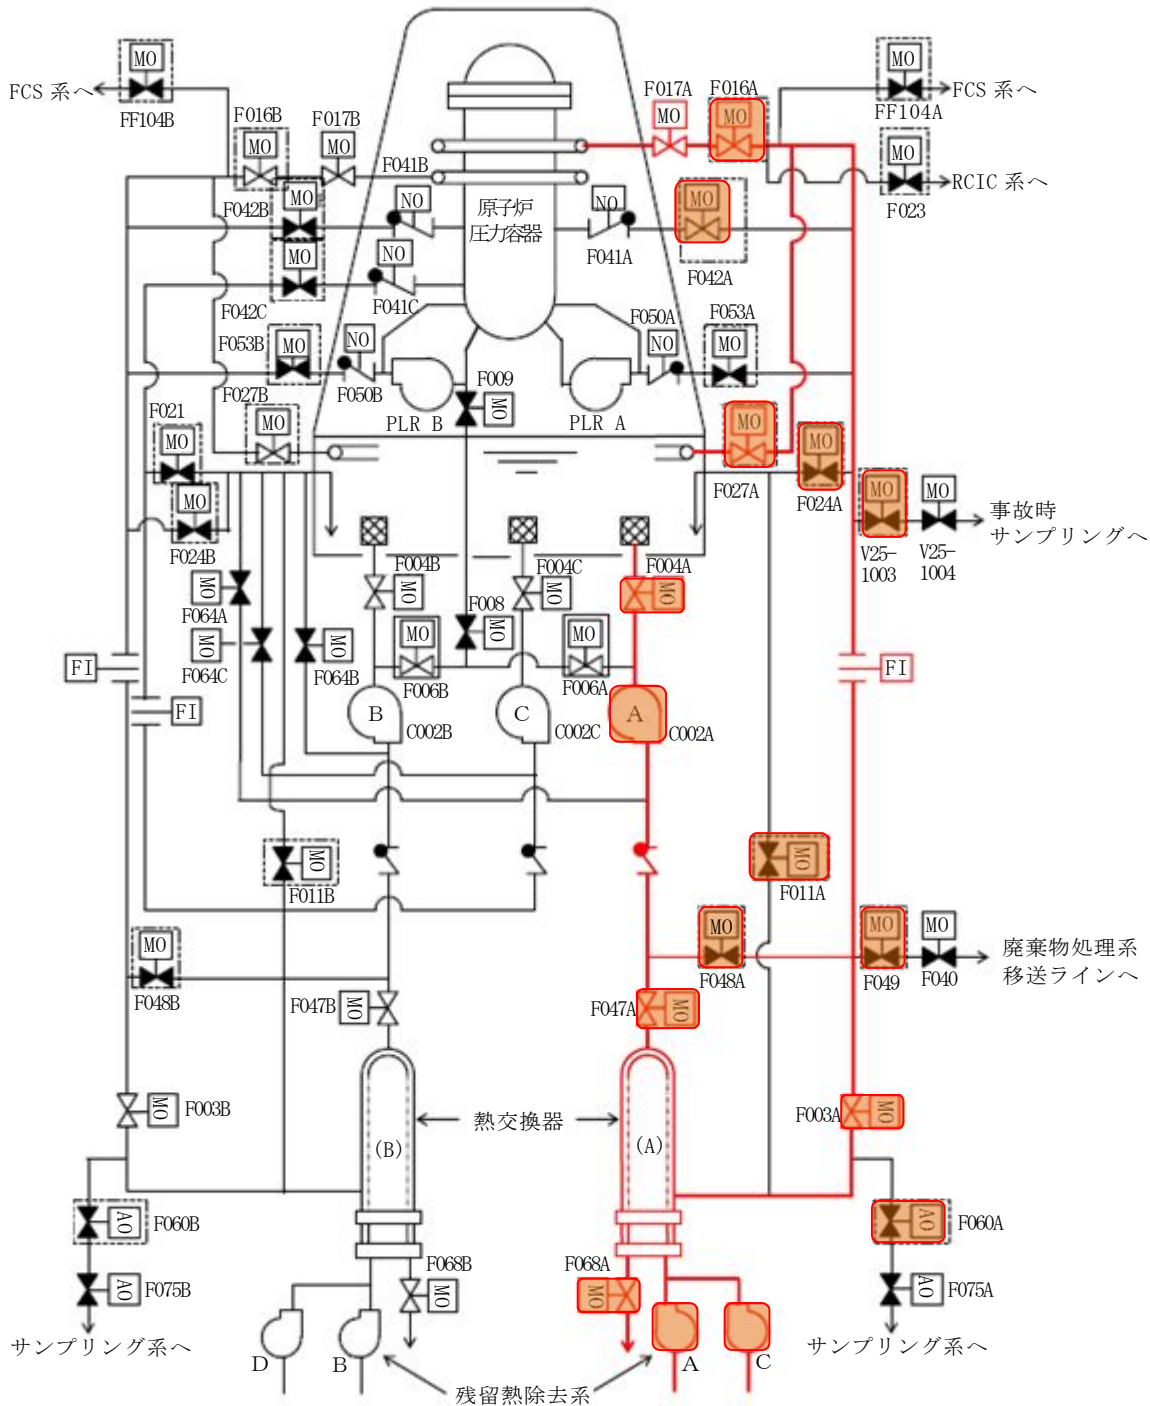 MO
MO
FCS 系へ
FCS 系へ
FF104B
F017A
F016A
FF104A
F016B
F017B
MO
MO
MO
MO
MO
F041B
RCIC 系へ
F023
MO
NO
原子炉
圧力容器
NO
MO
F042B
F041A
F042A
MO
NO
F042C
F041C
F050A
F053A
F053B
MO
NO
NO
MO
F027B
F050B
F009
MO
PLR B
PLR A
F021
MO
MO
MO
MO
F027A
F024A
MO
MO
MO
F024B
事故時
サンプリングへ
V25-
1003
V25-
1004
F004B
F004C
F004A
MO
MO
MO
MO
F064A
F008
MO
MO
MO
MO
MO
F064C
F064B
F006B
F006A
FI
FI
FI
B
C
A
C002B
C002C
C002A
MO
MO
F011B
F011A
MO
MO
MO
MO
廃棄物処理系
移送ラインへ
F048B
F048A
F049
F040
F047B
MO
F047A
MO
MO
F003B
熱交換器
F003A
MO
(B)
(A)
AO
F060B
AO
F060A
AO
F075B
F068B
MO
F068A
MO
AO
F075A
サンプリング系へ
サンプリング系へ
D
B
A
C
残留熱除去系